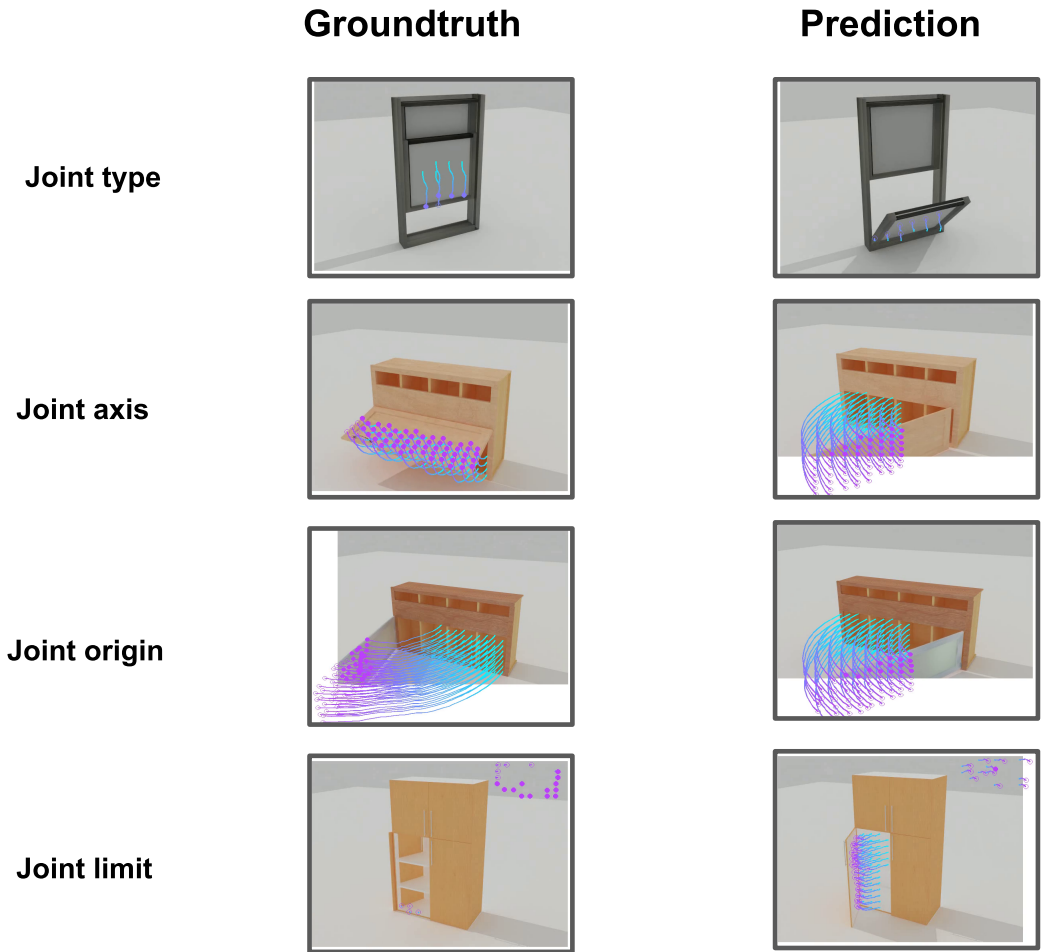 Groundtruth
Prediction
Joint type
Joint axis
Joint origin
Joint limit